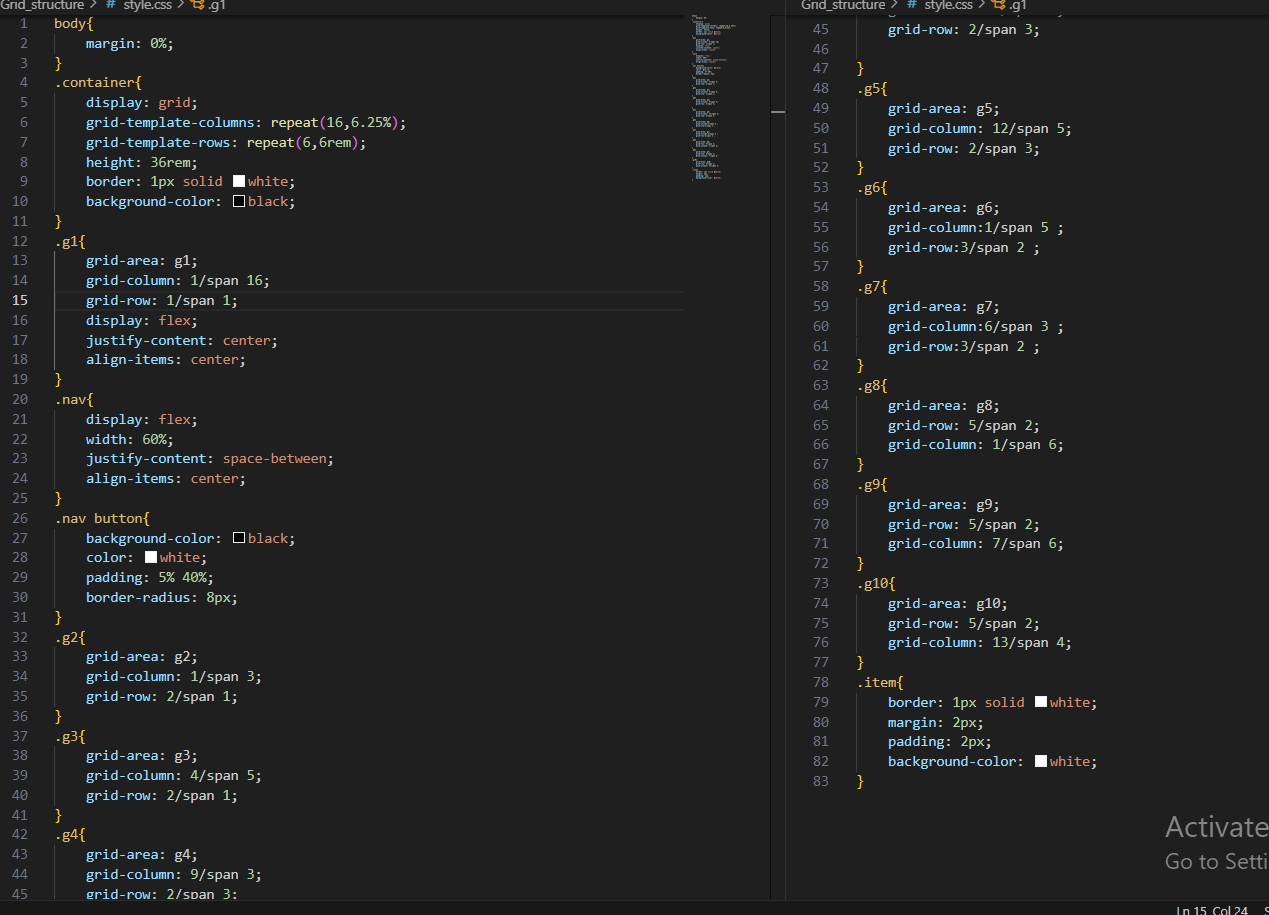 Grid_structure > # style.css > .g1
1 body{
2 margin: 0%;
3 }
4 .container{
5 display: grid;
6 grid-template-columns: repeat(16,6.25%);
7 grid-template-rows: repeat(6,6rem);
8 height: 36rem;
9 border: 1px solid white;
10 background-color: black;
11 }
12 .g1{
13 grid-area: g1;
14 grid-column: 1/span 16;
15 grid-row: 1/span 1;
16 display: flex;
17 justify-content: center;
18 align-items: center;
19 }
20 .nav{
21 display: flex;
22 width: 60%;
23 justify-content: space-between;
24 align-items: center;
25 }
26 .nav button{
27 background-color: black;
28 color: white;
29 padding: 5% 40%;
30 border-radius: 8px;
31 }
32 .g2{
33 grid-area: g2;
34 grid-column: 1/span 3;
35 grid-row: 2/span 1;
36 }
37 .g3{
38 grid-area: g3;
39 grid-column: 4/span 5;
40 grid-row: 2/span 1;
41 }
42 .g4{
43 grid-area: g4;
44 grid-column: 9/span 3;
45 grid-row: 2/span 3;
Grid_structure > # style.css > .g1
45 grid-row: 2/span 3;
46
47 }
48 .g5{
49 grid-area: g5;
50 grid-column: 12/span 5;
51 grid-row: 2/span 3;
52 }
53 .g6{
54 grid-area: g6;
55 grid-column:1/span 5 ;
56 grid-row:3/span 2 ;
57 }
58 .g7{
59 grid-area: g7;
60 grid-column:6/span 3 ;
61 grid-row:3/span 2 ;
62 }
63 .g8{
64 grid-area: g8;
65 grid-row: 5/span 2;
66 grid-column: 1/span 6;
67 }
68 .g9{
69 grid-area: g9;
70 grid-row: 5/span 2;
71 grid-column: 7/span 6;
72 }
73 .g10{
74 grid-area: g10;
75 grid-row: 5/span 2;
76 grid-column: 13/span 4;
77 }
78 .item{
79 border: 1px solid white;
80 margin: 2px;
81 padding: 2px;
82 background-color: white;
83 }
Activate
Go to Setti
Ln 15, Col 24